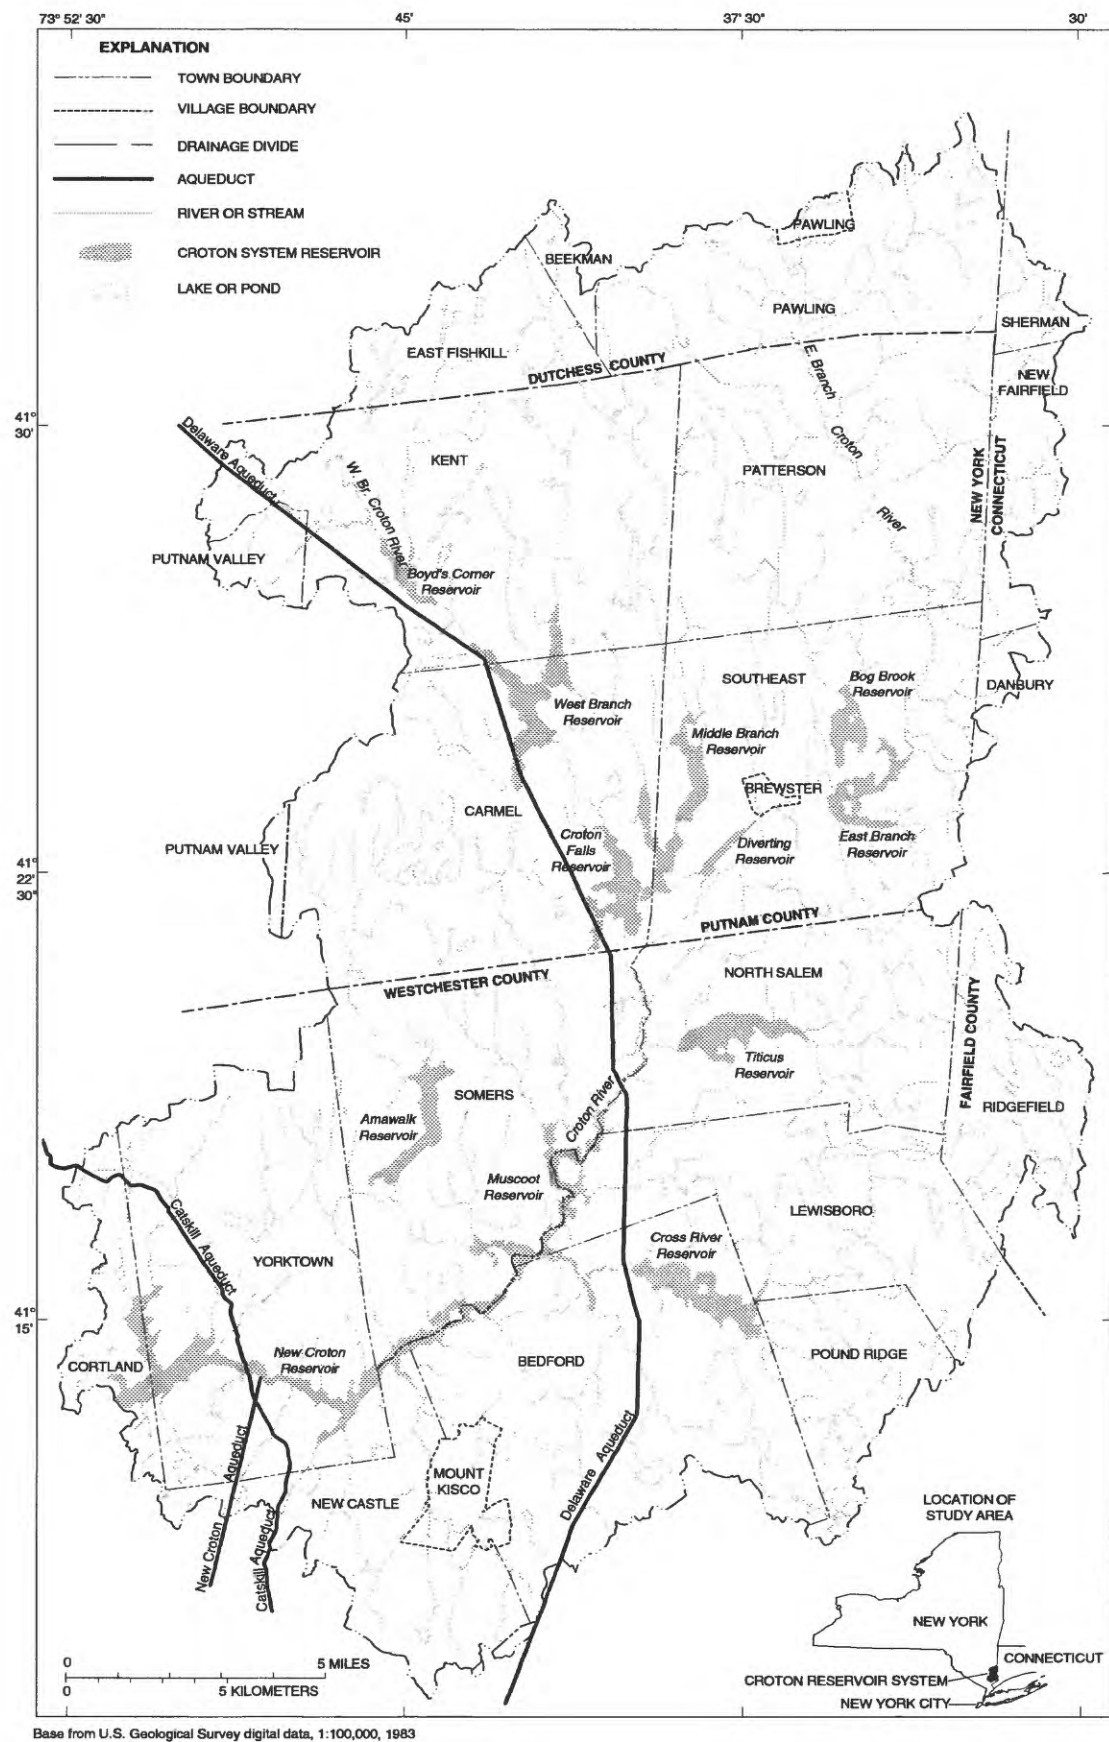 73° 52' 30"
45'
37' 30"
30'
EXPLANATION
TOWN BOUNDARY
VILLAGE BOUNDARY
DRAINAGE DIVIDE
AQUEDUCT
RIVER OR STREAM
CROTON SYSTEM RESERVOIR
LAKE OR POND
PAWLING
BEEKMAN
PAWLING
SHERMAN
EAST FISHKILL
DUTCHESS COUNTY
NEW
FAIRFIELD
E. Branch
Croton
River
41°
30'
Delaware Aqueduct
KENT
W. Br. Croton River
PATTERSON
NEW YORK
CONNECTICUT
PUTNAM VALLEY
Boyd's Corner
Reservoir
SOUTHEAST
Bog Brook
Reservoir
DANBURY
West Branch
Reservoir
Middle Branch
Reservoir
BREWSTER
CARMEL
Croton
Falls
Reservoir
Diverting
Reservoir
East Branch
Reservoir
PUTNAM VALLEY
41°
22'
30"
PUTNAM COUNTY
WESTCHESTER COUNTY
NORTH SALEM
FAIRFIELD COUNTY
Titicus
Reservoir
RIDGEFIELD
SOMERS
Croton River
Amawalk
Reservoir
Muscoot
Reservoir
LEWISBORO
Cross River
Reservoir
Catskill Aqueduct
YORKTOWN
41°
15'
New Croton
Reservoir
CORTLAND
BEDFORD
POUND RIDGE
New Croton Aqueduct
Catskill Aqueduct
MOUNT
KISCO
NEW CASTLE
Delaware Aqueduct
LOCATION OF
STUDY AREA
NEW YORK
CONNECTICUT
CROTON RESERVOIR SYSTEM
NEW YORK CITY
0 5 MILES
0 5 KILOMETERS
Base from U.S. Geological Survey digital data, 1:100,000, 1983